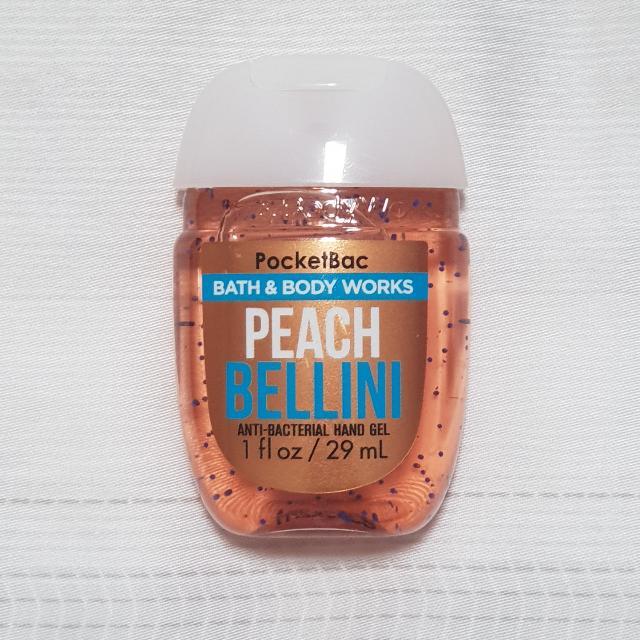 PocketBac
BATH & BODY WORKS
PEACH
BELLINI
ANTI-BACTERIAL HAND GEL
1 fl oz / 29 mL